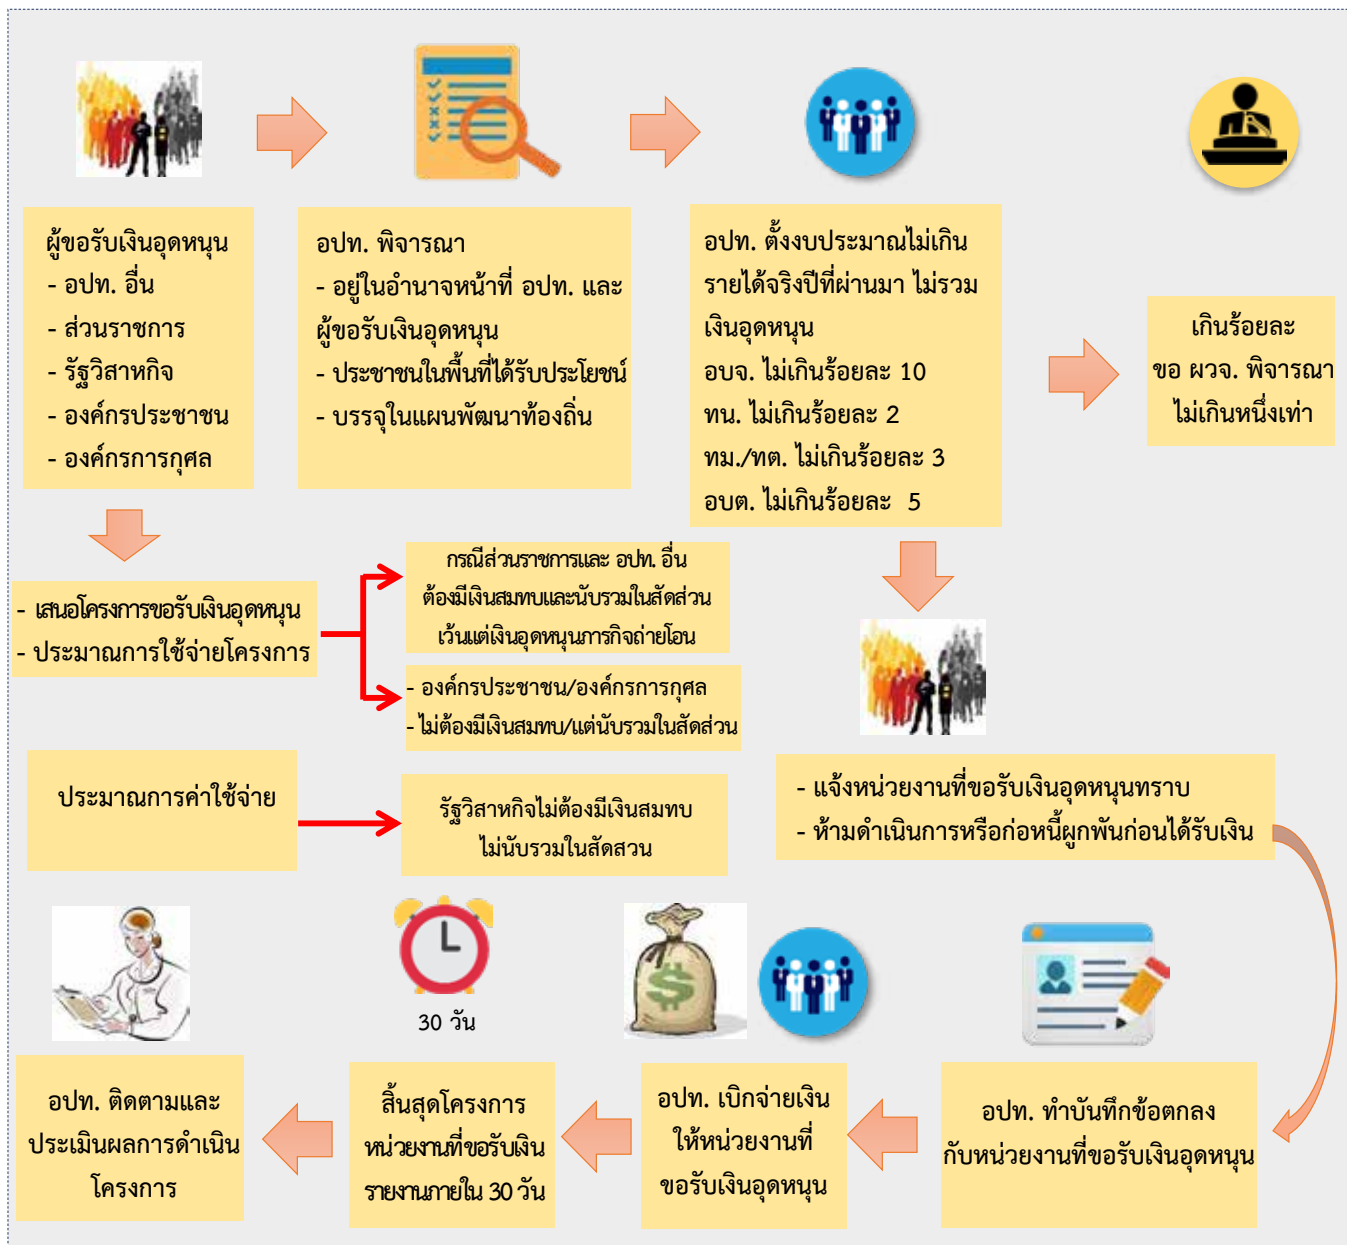 ผู้ขอรับเงินอุดหนุน
- อปท. อื่น
- ส่วนราชการ
- รัฐวิสาหกิจ
- องค์กรประชาชน
- องค์กรการกุศล
อปท. พิจารณา
- อยู่ในอำนาจหน้าที่ อปท. และ
ผู้ขอรับเงินอุดหนุน
- ประชาชนในพื้นที่ได้รับประโยชน์
- บรรจุในแผนพัฒนาท้องถิ่น
อปท. ตั้งงบประมาณไม่เกิน
รายได้จริงปีที่ผ่านมา ไม่รวม
เงินอุดหนุน
อบจ. ไม่เกินร้อยละ 10
ทน. ไม่เกินร้อยละ 2
ทม./ทต. ไม่เกินร้อยละ 3
อบต. ไม่เกินร้อยละ 5
เกินร้อยละ
ขอ ผวจ. พิจารณา
ไม่เกินหนึ่งเท่า
- เสนอโครงการขอรับเงินอุดหนุน
- ประมาณการใช้จ่ายโครงการ
กรณีส่วนราชการและ อปท. อื่น
ต้องมีเงินสมทบและนับรวมในสัดส่วน
เว้นแต่เงินอุดหนุนภารกิจถ่ายโอน
- องค์กรประชาชน/องค์กรการกุศล
- ไม่ต้องมีเงินสมทบ/แต่นับรวมในสัดส่วน
ประมาณการค่าใช้จ่าย
รัฐวิสาหกิจไม่ต้องมีเงินสมทบ
ไม่นับรวมในสัดสวน
- แจ้งหน่วยงานที่ขอรับเงินอุดหนุนทราบ
- ห้ามดำเนินการหรือก่อหนี้ผูกพันก่อนได้รับเงิน
อปท. ทำบันทึกข้อตกลง
กับหน่วยงานที่ขอรับเงินอุดหนุน
อปท. เบิกจ่ายเงิน
ให้หน่วยงานที่
ขอรับเงินอุดหนุน
30 วัน
สิ้นสุดโครงการ
หน่วยงานที่ขอรับเงิน
รายงานภายใน 30 วัน
อปท. ติดตามและ
ประเมินผลการดำเนิน
โครงการ